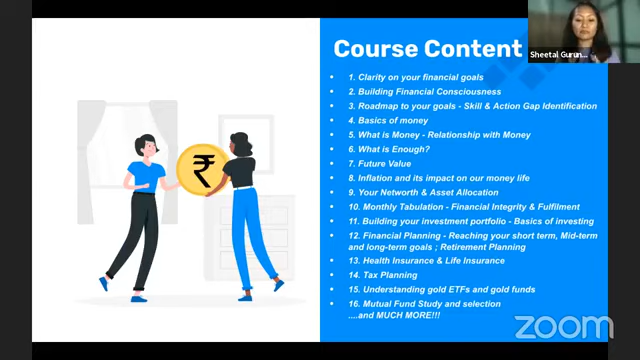 Course Content
Sheetal Gurun...
1. Clarity on your financial goals
2. Building Financial Consciousness
3. Roadmap to your goals - Skill & Action Gap Identification
4. Basics of money
5. What is Money - Relationship with Money
6. What is Enough?
7. Future Value
8. Inflation and its impact on our money life
9. Your Networth & Asset Allocation
10. Monthly Tabulation - Financial Integrity & Fulfilment
11. Building your investment portfolio - Basics of investing
12. Financial Planning - Reaching your short term, Mid-term
and long-term goals ; Retirement Planning
13. Health Insurance & Life Insurance
14. Tax Planning
15. Understanding gold ETFs and gold funds
16. Mutual Fund Study and selection
....and MUCH MORE!!!
₹
zoom